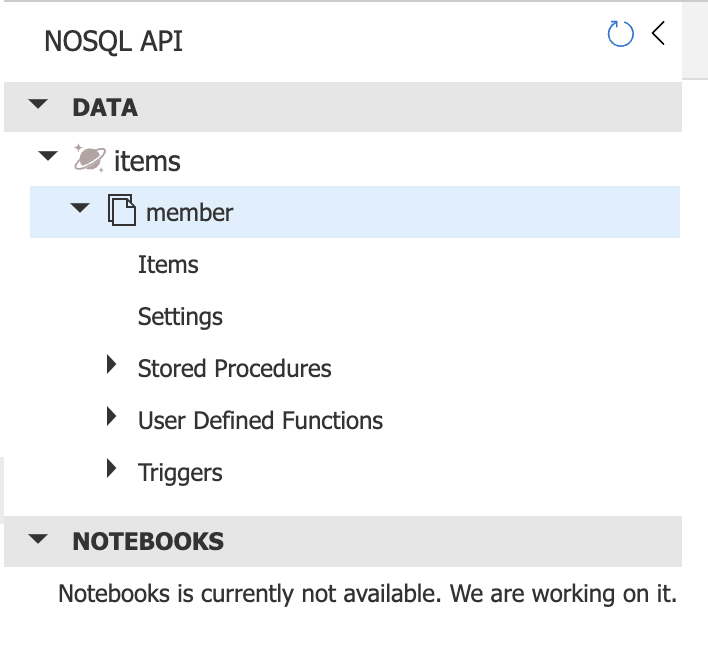 NOSQL API
DATA
items
member
Items
Settings
Stored Procedures
User Defined Functions
Triggers
NOTEBOOKS
Notebooks is currently not available. We are working on it.